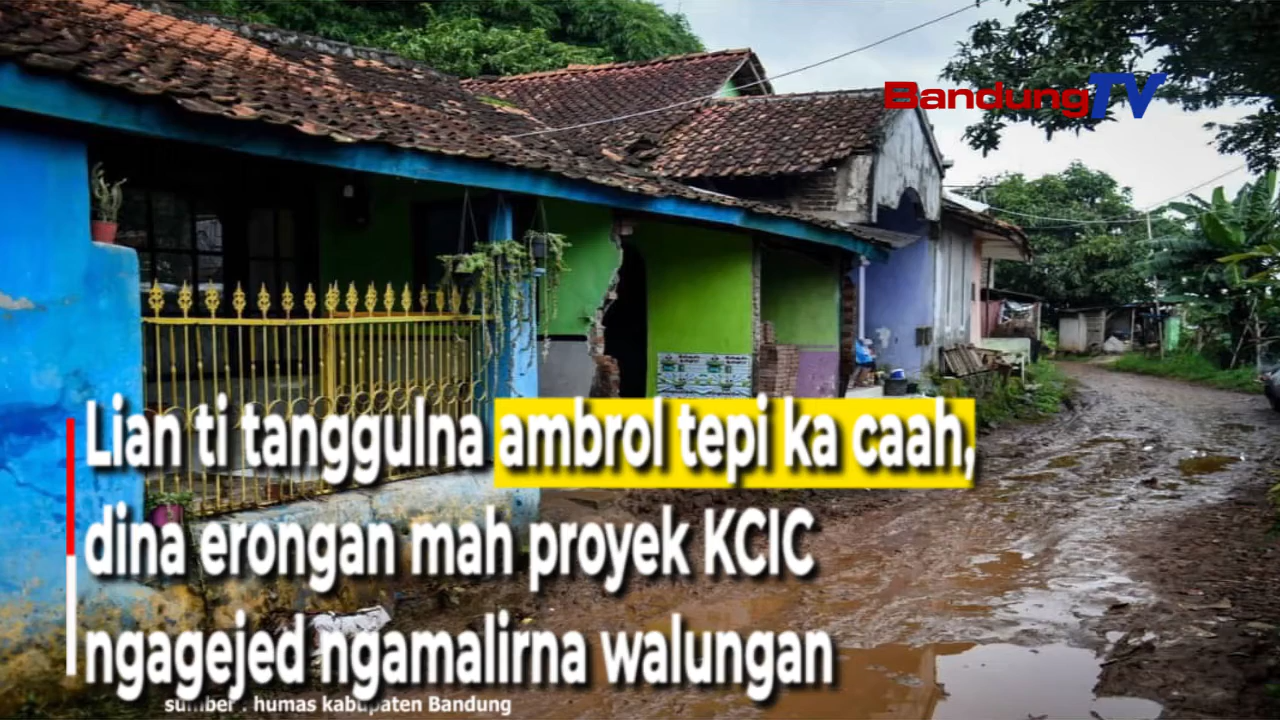 BandungTV
Lian ti tanggulna ambrol tepi ka caah,
dina erongan mah proyek KCIC
ngagejed ngamalirna walungan
sumber : humas kabupaten Bandung